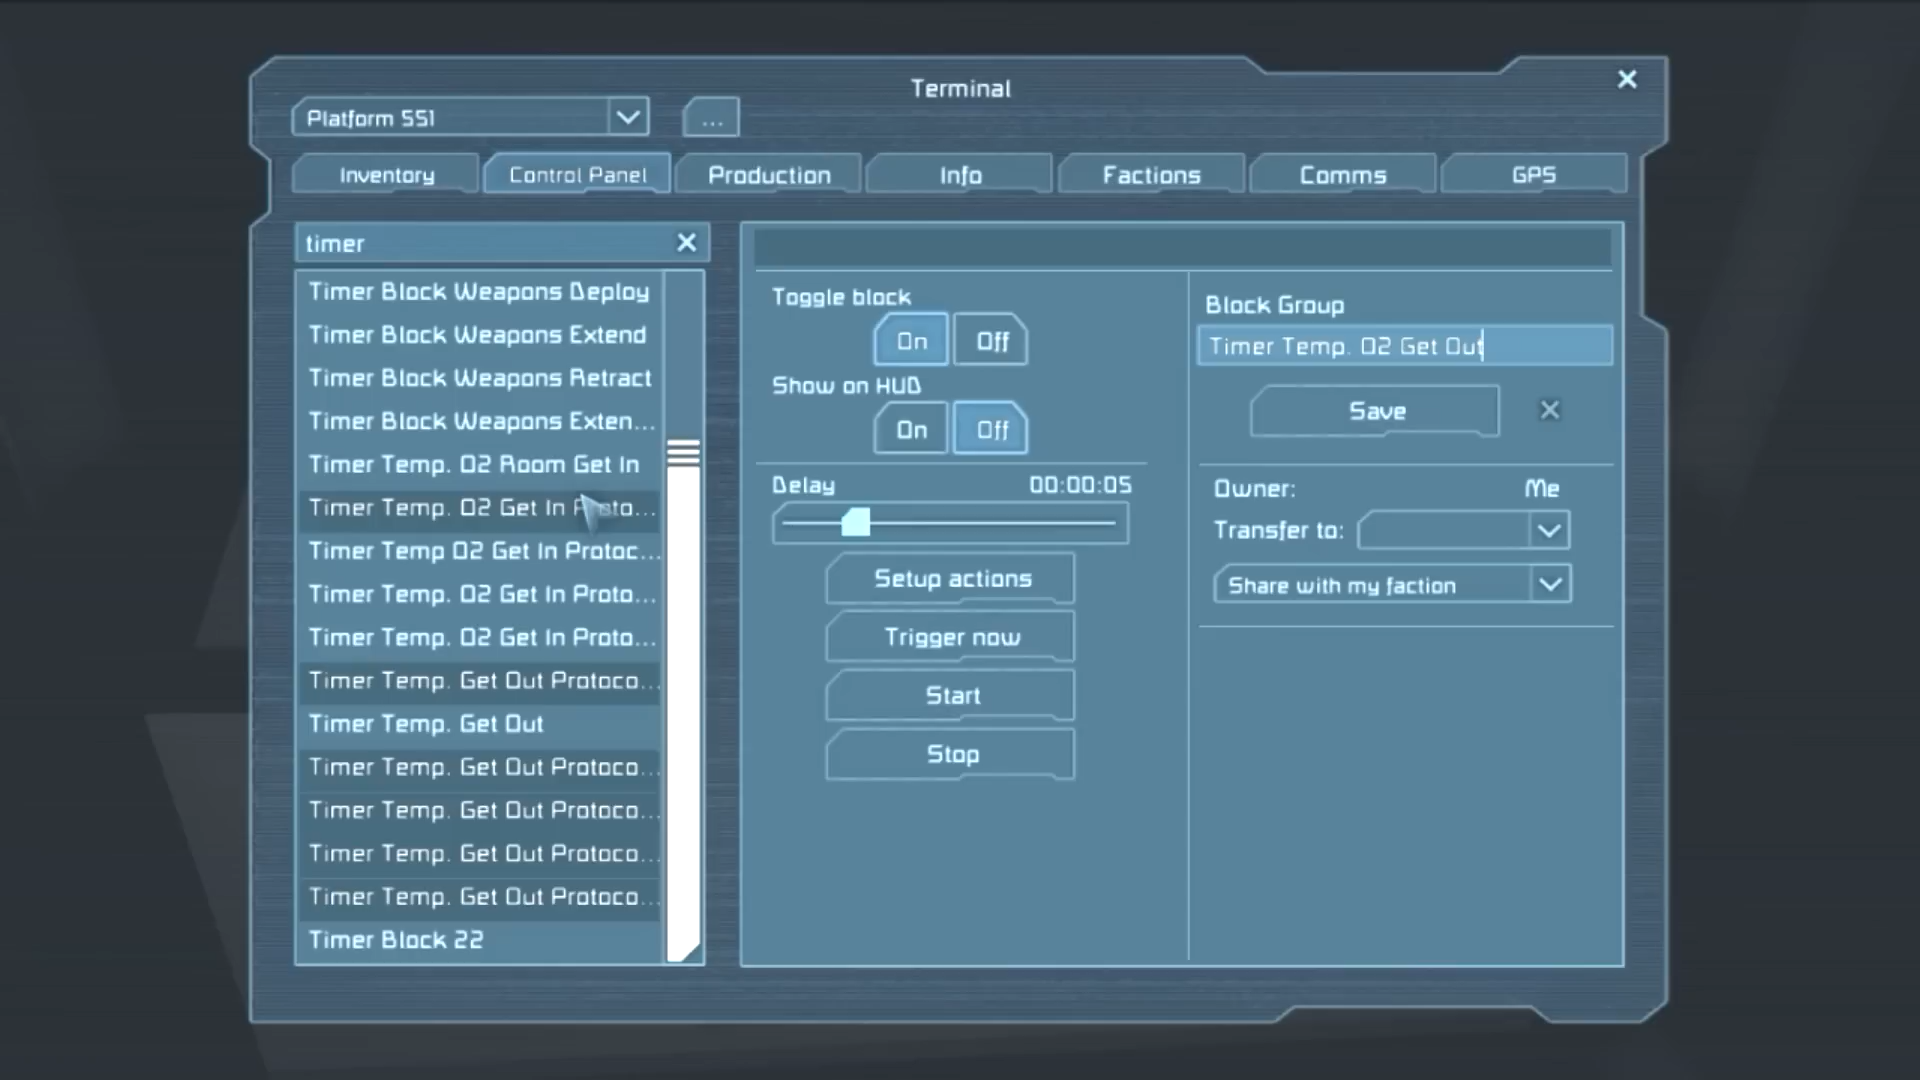 Terminal
Platform SS1
...
Inventory
Control Panel
Production
Info
Factions
Comms
GPS
timer
Timer Block Weapons Deploy
Timer Block Weapons Extend
Timer Block Weapons Retract
Timer Block Weapons Exten...
Timer Temp. O2 Room Get In
Timer Temp. O2 Get In Proto...
Timer Temp O2 Get In Protoc...
Timer Temp. O2 Get In Proto...
Timer Temp. O2 Get In Proto...
Timer Temp. Get Out Protoco...
Timer Temp. Get Out
Timer Temp. Get Out Protoco...
Timer Temp. Get Out Protoco...
Timer Temp. Get Out Protoco...
Timer Temp. Get Out Protoco...
Timer Block 22
Toggle block
On
Off
Show on HUD
On
Off
Delay
00:00:05
Setup actions
Trigger now
Start
Stop
Block Group
Timer Temp. O2 Get Out
Save
Owner:
Me
Transfer to:
Share with my faction